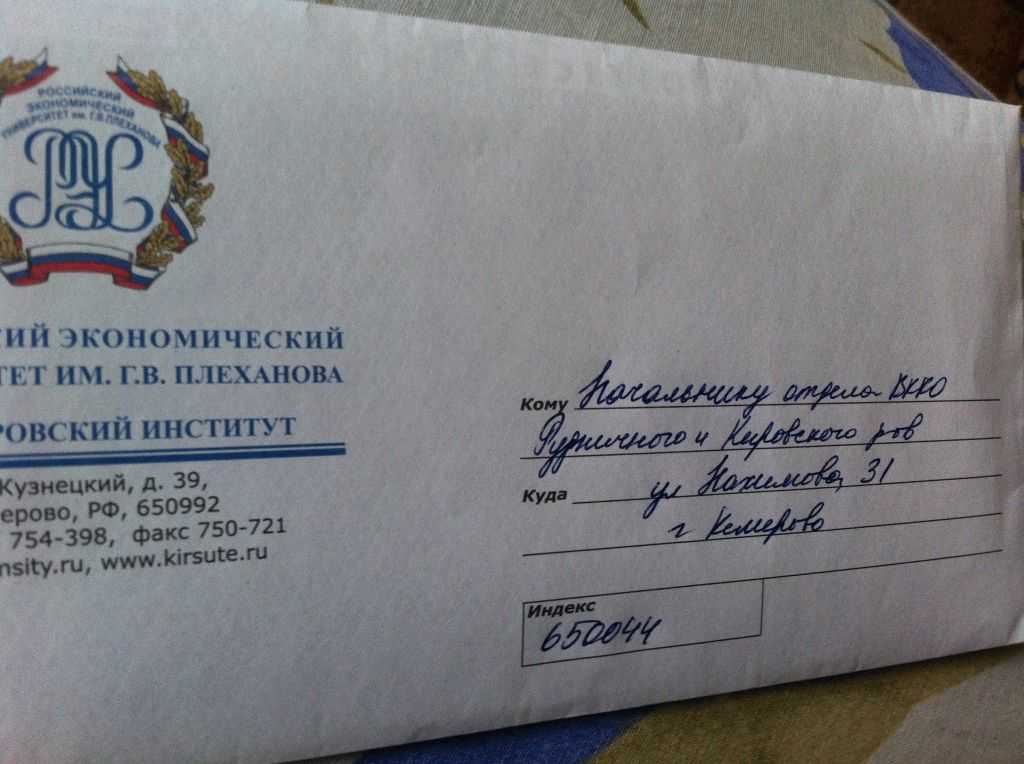 РОССИЙСКИЙ
ЭКОНОМИЧЕСКИЙ
УНИВЕРСИТЕТ им. Г.В. ПЛЕХАНОВА
РЭУ
ИЙ ЭКОНОМИЧЕСКИЙ
ТЕТ ИМ. Г.В. ПЛЕХАНОВА
РОВСКИЙ ИНСТИТУТ
Кузнецкий, д. 39,
ерово, РФ, 650992
754-398, факс 750-721
nsity.ru, www.kirsute.ru
Кому Начальнику отдела ВККО
Рудничного и Кировского р-ов
Куда ул Нахимова, 31
г Кемерово
Индекс
650044